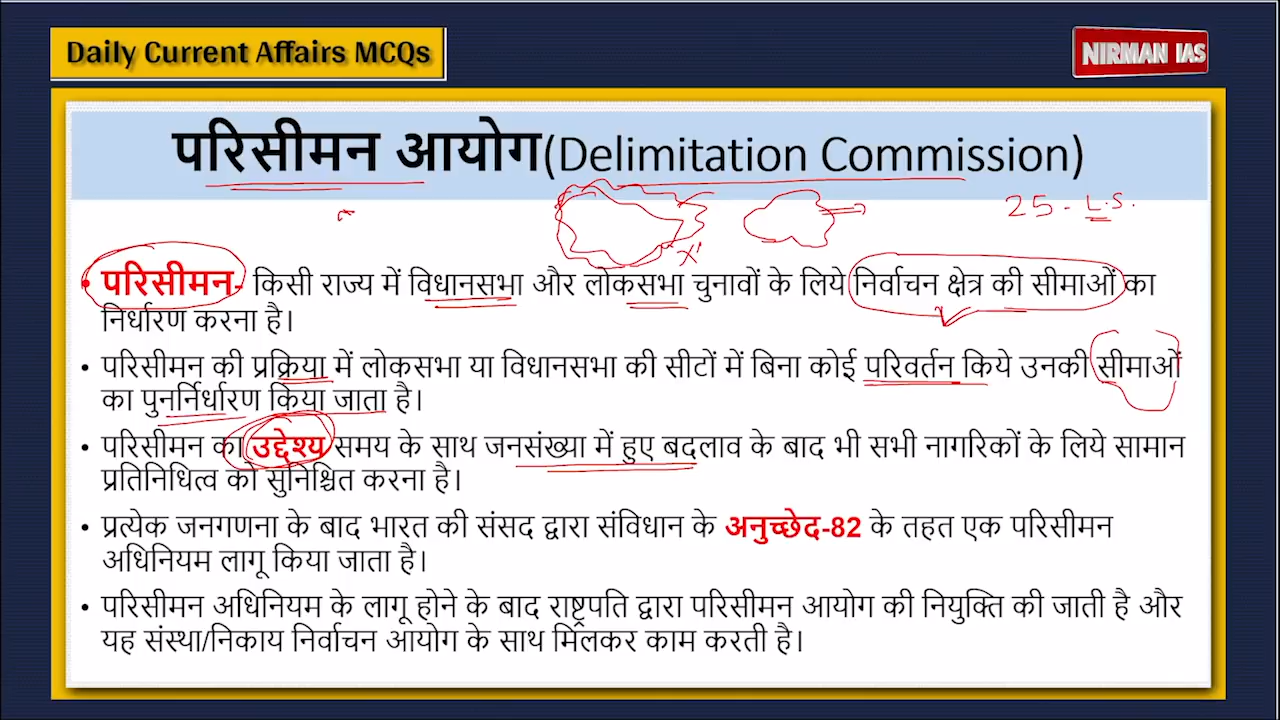 Daily Current Affairs MCQs
NIRMAN IAS
परिसीमन आयोग(Delimitation Commission)
25 - L.S.
x'
• परिसीमन- किसी राज्य में विधानसभा और लोकसभा चुनावों के लिये निर्वाचन क्षेत्र की सीमाओं का
निर्धारण करना है।
• परिसीमन की प्रक्रिया में लोकसभा या विधानसभा की सीटों में बिना कोई परिवर्तन किये उनकी सीमाओं
का पुनर्निर्धारण किया जाता है।
• परिसीमन का उद्देश्य समय के साथ जनसंख्या में हुए बदलाव के बाद भी सभी नागरिकों के लिये सामान
प्रतिनिधित्व को सुनिश्चित करना है।
• प्रत्येक जनगणना के बाद भारत की संसद द्वारा संविधान के अनुच्छेद-82 के तहत एक परिसीमन
अधिनियम लागू किया जाता है।
• परिसीमन अधिनियम के लागू होने के बाद राष्ट्रपति द्वारा परिसीमन आयोग की नियुक्ति की जाती है और
यह संस्था/निकाय निर्वाचन आयोग के साथ मिलकर काम करती है।